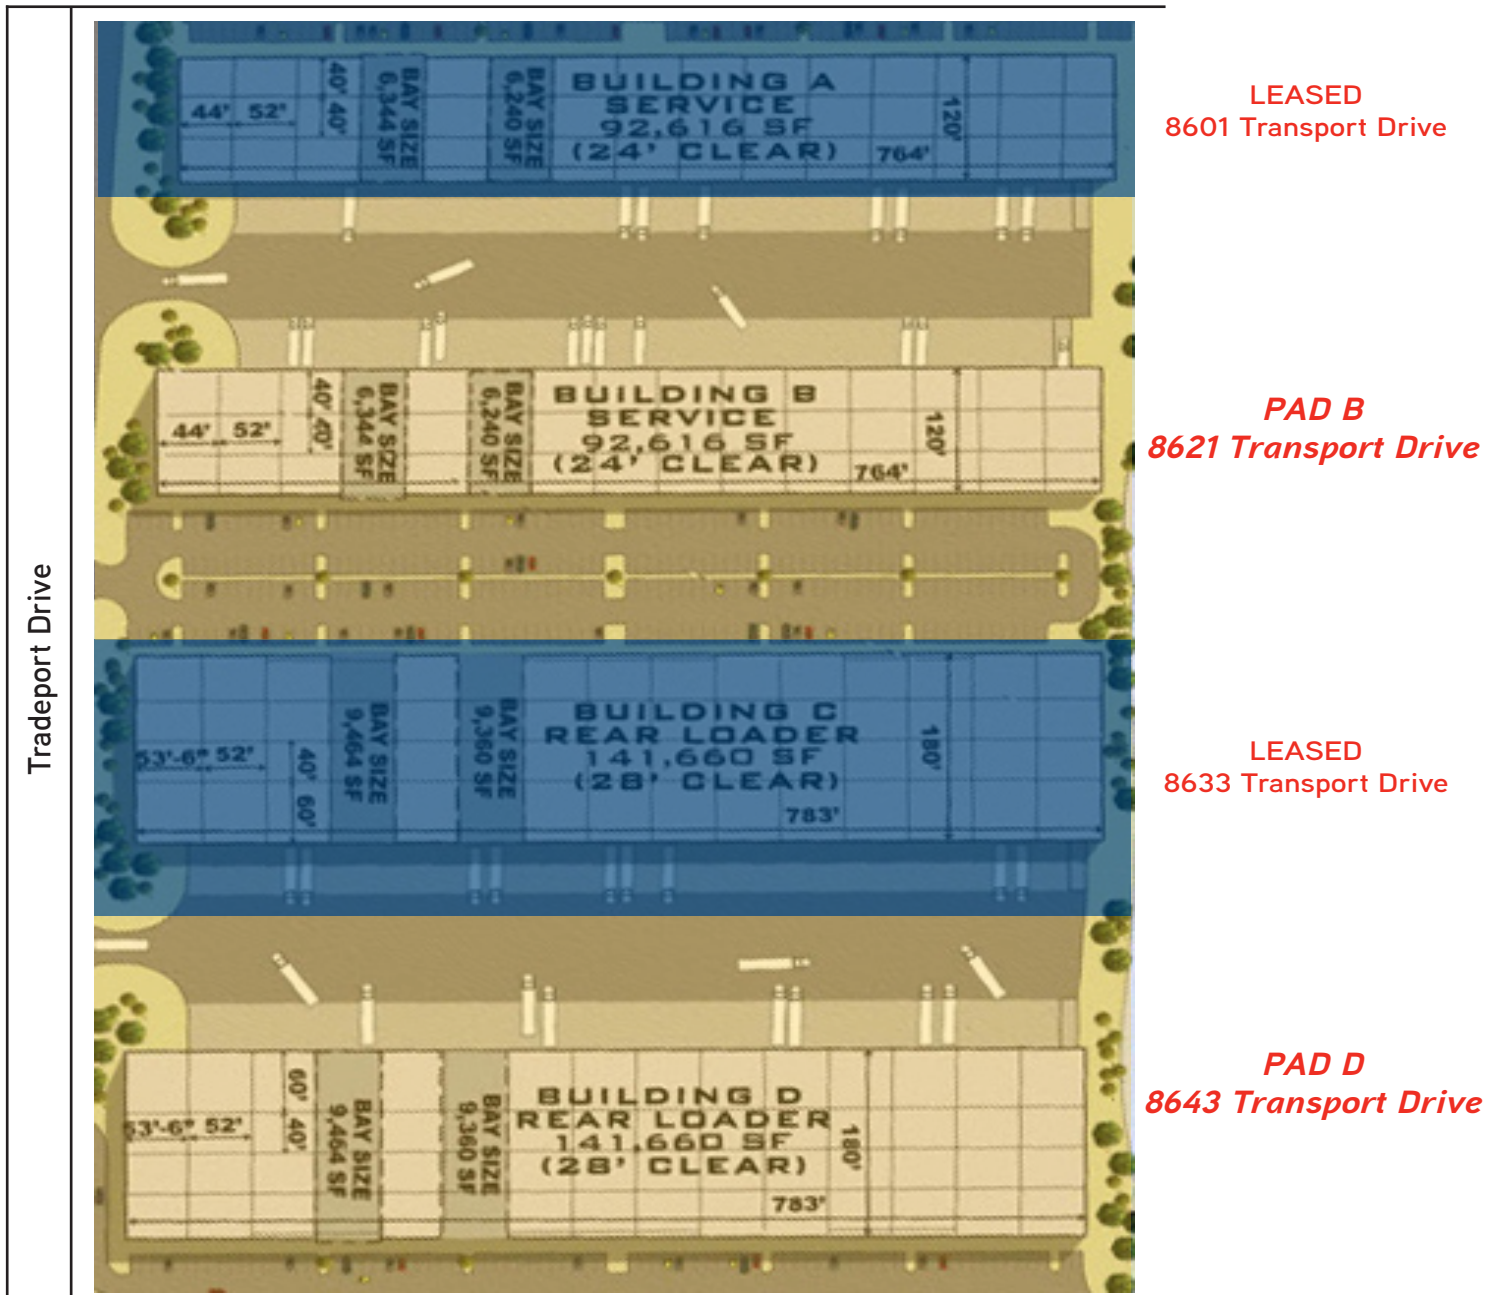 Tradeport Drive
44' 52'
40' 40'
BAY SIZE
6,344 SF
BAY SIZE
6,240 SF
BUILDING A
SERVICE
92,616 SF
(24' CLEAR)
764'
120'
LEASED
8601 Transport Drive
44' 52'
40' 40'
BAY SIZE
6,344 SF
BAY SIZE
6,240 SF
BUILDING B
SERVICE
92,616 SF
(24' CLEAR)
764'
120'
PAD B
8621 Transport Drive
53'-6" 52'
40' 60'
BAY SIZE
9,464 SF
BAY SIZE
9,360 SF
BUILDING C
REAR LOADER
141,660 SF
(28' CLEAR)
783'
180'
LEASED
8633 Transport Drive
53'-6" 52'
60' 40'
BAY SIZE
9,464 SF
BAY SIZE
9,360 SF
BUILDING D
REAR LOADER
141,660 SF
(28' CLEAR)
783'
180'
PAD D
8643 Transport Drive